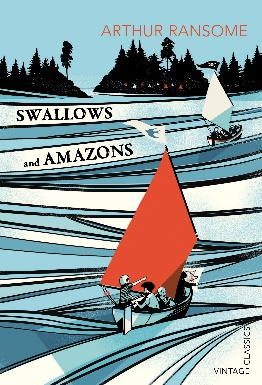 ARTHUR RANSOME
SWALLOWS
and AMAZONS
VINTAGE CLASSICS